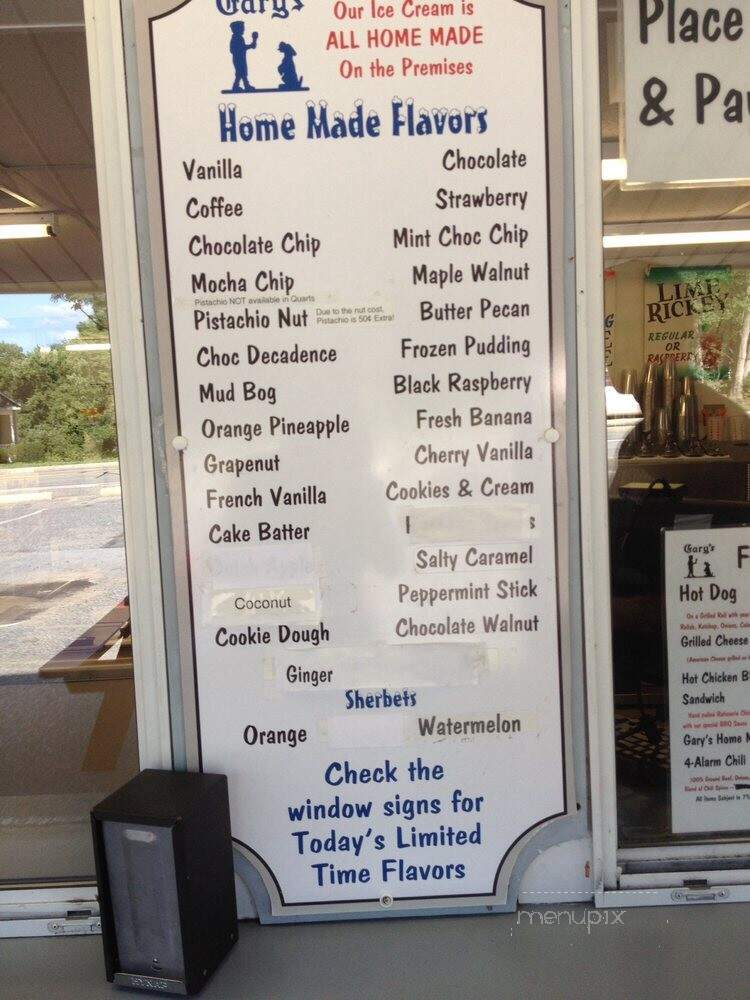 Gary's
Our Ice Cream is
ALL HOME MADE
On the Premises
Home Made Flavors
Vanilla
Chocolate
Coffee
Strawberry
Chocolate Chip
Mint Choc Chip
Mocha Chip
Maple Walnut
Pistachio NOT available in Quarts
Pistachio Nut
Due to the nut cost,
Pistachio is 50¢ Extra!
Butter Pecan
Choc Decadence
Frozen Pudding
Mud Bog
Black Raspberry
Orange Pineapple
Fresh Banana
Grapenut
Cherry Vanilla
French Vanilla
Cookies & Cream
Cake Batter
Salty Caramel
Coconut
Peppermint Stick
Cookie Dough
Chocolate Walnut
Ginger
Sherbets
Orange
Watermelon
Check the
window signs for
Today's Limited
Time Flavors
Place
& Pa
LIME
RICKEY
REGULAR
OR
Gary's
F
Hot Dog
Grilled Cheese
Hot Chicken B
Sandwich
Gary's Home M
4-Alarm Chili
menupix